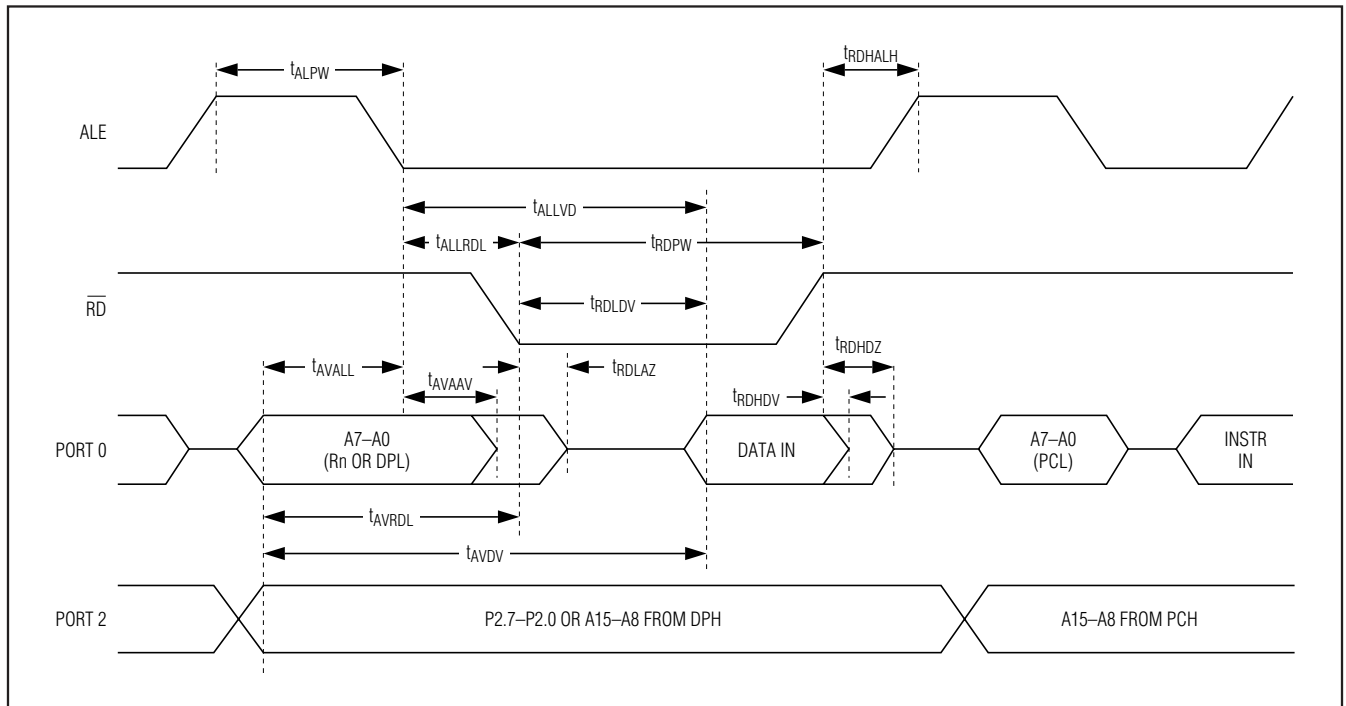 tALPW
tRDHALH
ALE
tALLVD
tALLRDL
tRDPW
RD
tRDLDV
tAVALL
tAVAAV
tRDLAZ
tRDHDZ
tRDHDV
PORT 0
A7–A0
(Rn OR DPL)
DATA IN
A7–A0
(PCL)
INSTR
IN
tAVRDL
tAVDV
PORT 2
P2.7–P2.0 OR A15–A8 FROM DPH
A15–A8 FROM PCH